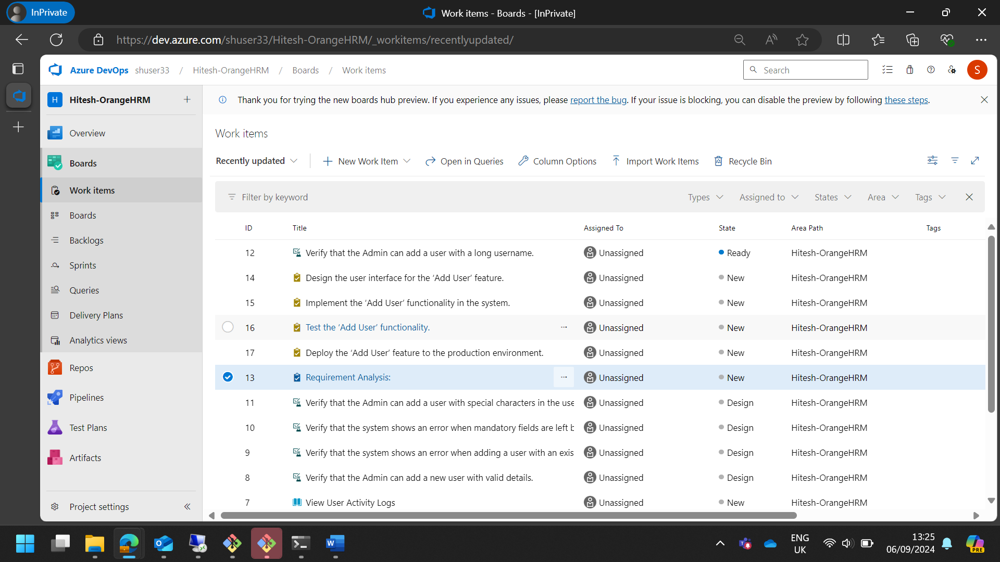 InPrivate
Work items - Boards - [InPrivate]
https://dev.azure.com/shuser33/Hitesh-OrangeHRM/_workitems/recentlyupdated/
Azure DevOps shuser33 / Hitesh-OrangeHRM / Boards / Work items
Search
S
H Hitesh-OrangeHRM
Thank you for trying the new boards hub preview. If you experience any issues, please report the bug. If your issue is blocking, you can disable the preview by following these steps.
Overview
Boards
Work items
Boards
Backlogs
Sprints
Queries
Delivery Plans
Analytics views
Repos
Pipelines
Test Plans
Artifacts
Project settings
Work items
Recently updated New Work Item Open in Queries Column Options Import Work Items Recycle Bin
Filter by keyword Types Assigned to States Area Tags
ID Title Assigned To State Area Path Tags
12 Verify that the Admin can add a user with a long username. Unassigned Ready Hitesh-OrangeHRM
14 Design the user interface for the ‘Add User’ feature. Unassigned New Hitesh-OrangeHRM
15 Implement the ‘Add User’ functionality in the system. Unassigned New Hitesh-OrangeHRM
16 Test the ‘Add User’ functionality. Unassigned New Hitesh-OrangeHRM
17 Deploy the ‘Add User’ feature to the production environment. Unassigned New Hitesh-OrangeHRM
13 Requirement Analysis: Unassigned New Hitesh-OrangeHRM
11 Verify that the Admin can add a user with special characters in the use Unassigned Design Hitesh-OrangeHRM
10 Verify that the system shows an error when mandatory fields are left b Unassigned Design Hitesh-OrangeHRM
9 Verify that the system shows an error when adding a user with an exis Unassigned Design Hitesh-OrangeHRM
8 Verify that the Admin can add a new user with valid details. Unassigned Design Hitesh-OrangeHRM
7 View User Activity Logs Unassigned New Hitesh-OrangeHRM
ENG
UK
13:25
06/09/2024
PRE